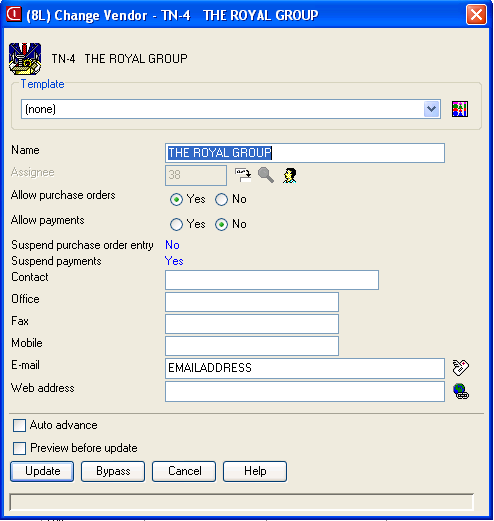 (8L) Change Vendor - TN-4 THE ROYAL GROUP
TN-4 THE ROYAL GROUP
Template
(none)
Name THE ROYAL GROUP
Assignee 38
Allow purchase orders Yes No
Allow payments Yes No
Suspend purchase order entry No
Suspend payments Yes
Contact
Office
Fax
Mobile
E-mail EMAILADDRESS
Web address
Auto advance
Preview before update
Update Bypass Cancel Help